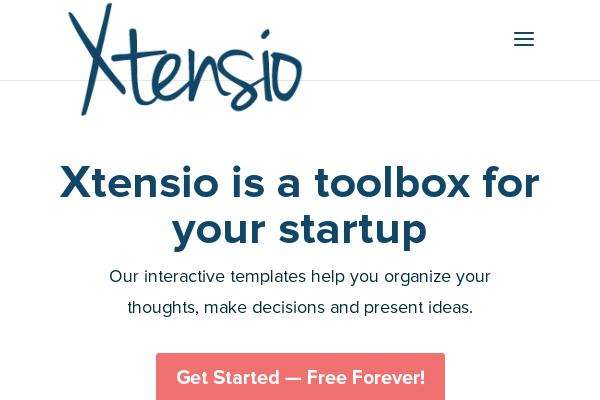 Xtensio
Xtensio is a toolbox for
your startup
Our interactive templates help you organize your
thoughts, make decisions and present ideas.
Get Started — Free Forever!